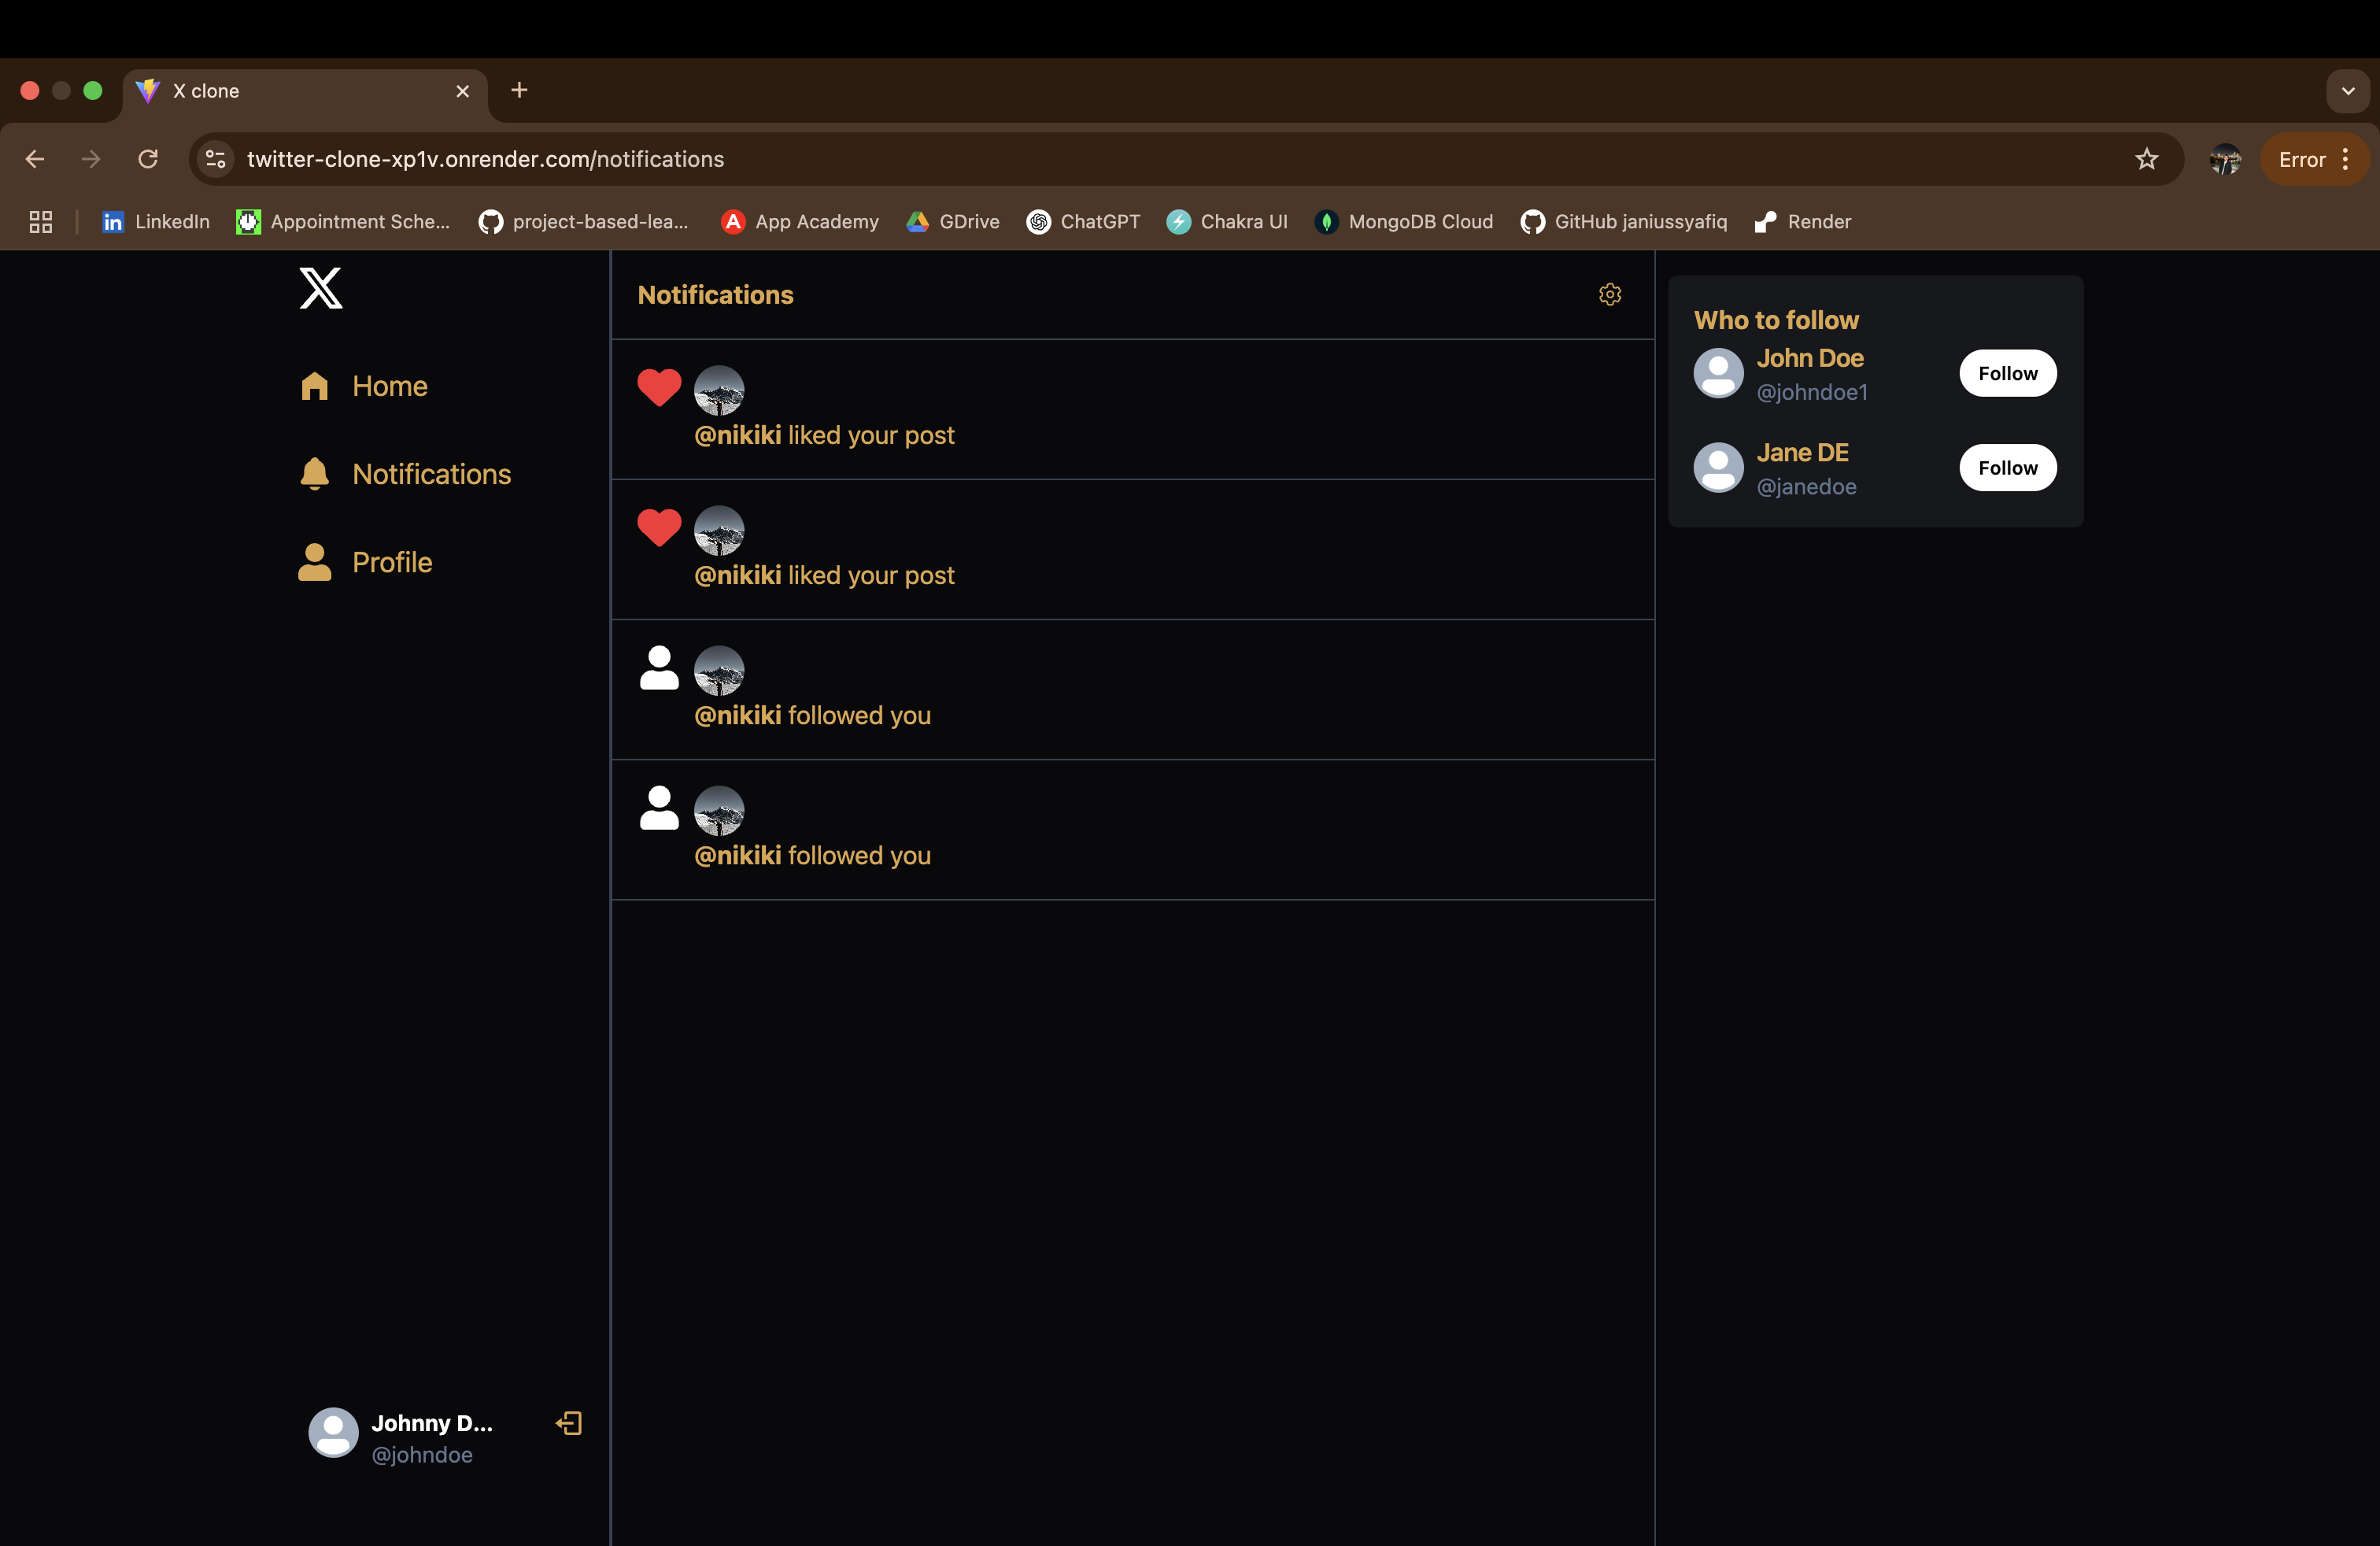 X clone
twitter-clone-xp1v.onrender.com/notifications
Error
LinkedIn
Appointment Sche...
project-based-lea...
App Academy
GDrive
ChatGPT
Chakra UI
MongoDB Cloud
GitHub janiussyafiq
Render
Home
Notifications
Profile
Johnny D...
@johndoe
Notifications
@nikiki liked your post
@nikiki liked your post
@nikiki followed you
@nikiki followed you
Who to follow
John Doe
@johndoe1
Follow
Jane DE
@janedoe
Follow